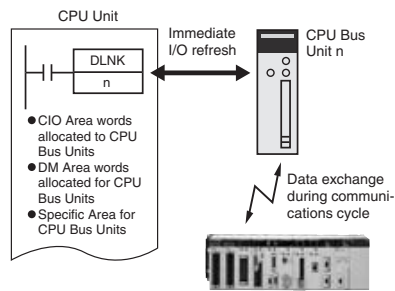 CPU Unit
DLNK
n
●CIO Area words
allocated to CPU
Bus Units
●DM Area words
allocated for CPU
Bus Units
●Specific Area for
CPU Bus Units
Immediate
I/O refresh
CPU Bus
Unit n
Data exchange
during communi-
cations cycle